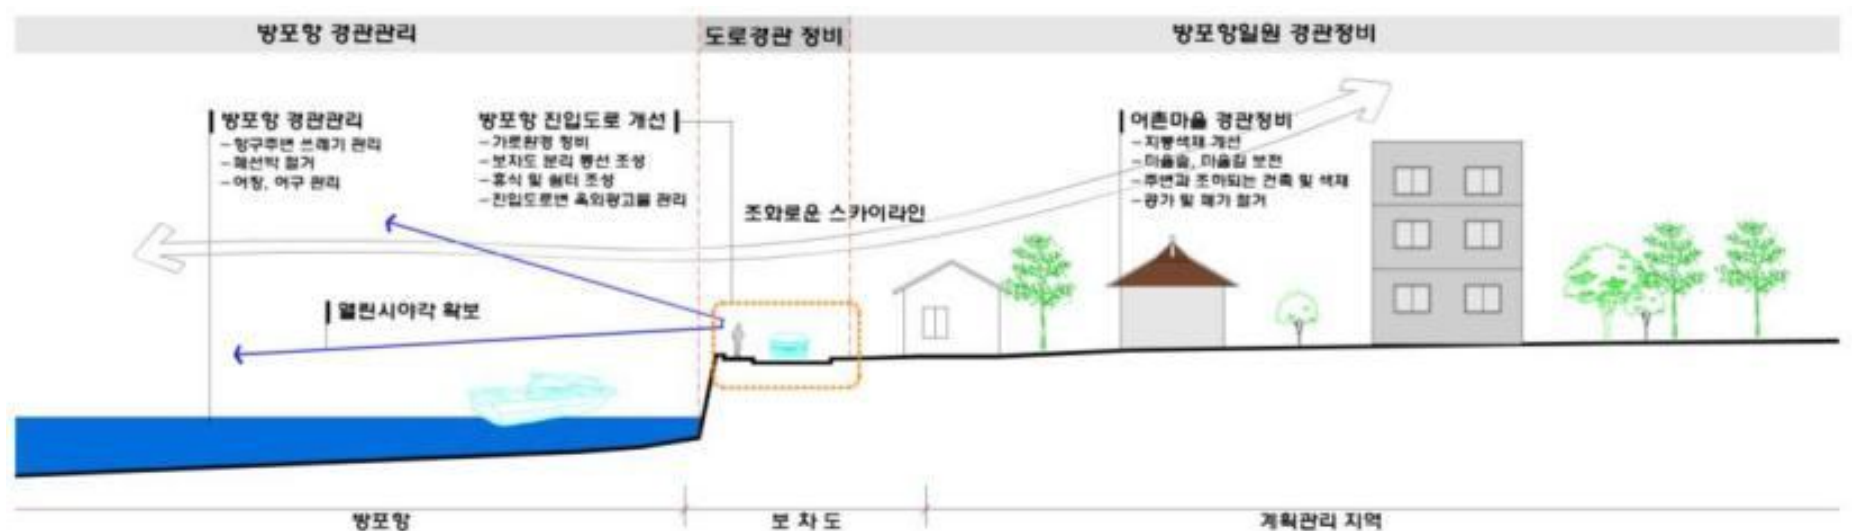 방포항 경관관리
도로경관 정비
방포항일원 경관정비
방포항 경관관리
-항구주변 쓰레기 관리
-폐선박 철거
-어망, 어구 관리
방포항 진입도로 개선
-가로환경 정비
-보차도 분리 동선 조성
-휴식 및 쉼터 조성
-진입도로변 옥외광고물 관리
어촌마을 경관정비
-지붕색채 개선
-마을숲, 마을길 보전
-주변과 조화되는 건축 및 색채
-공가 및 폐가 철거
조화로운 스카이라인
열린시야각 확보
방포항
보 차 도
계획관리 지역